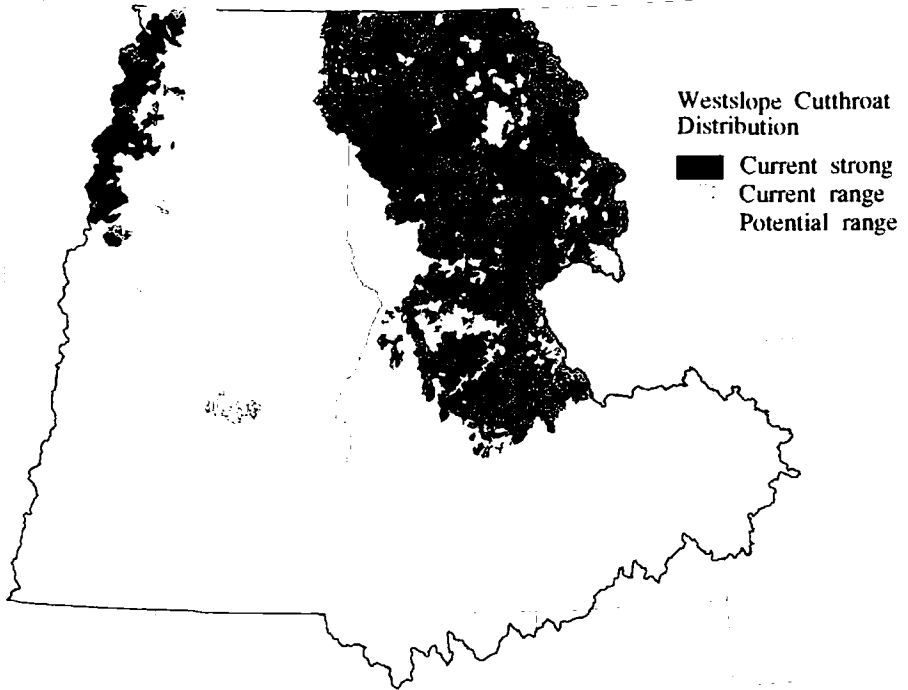 Westslope Cutthroat
Distribution
Current strong
Current range
Potential range